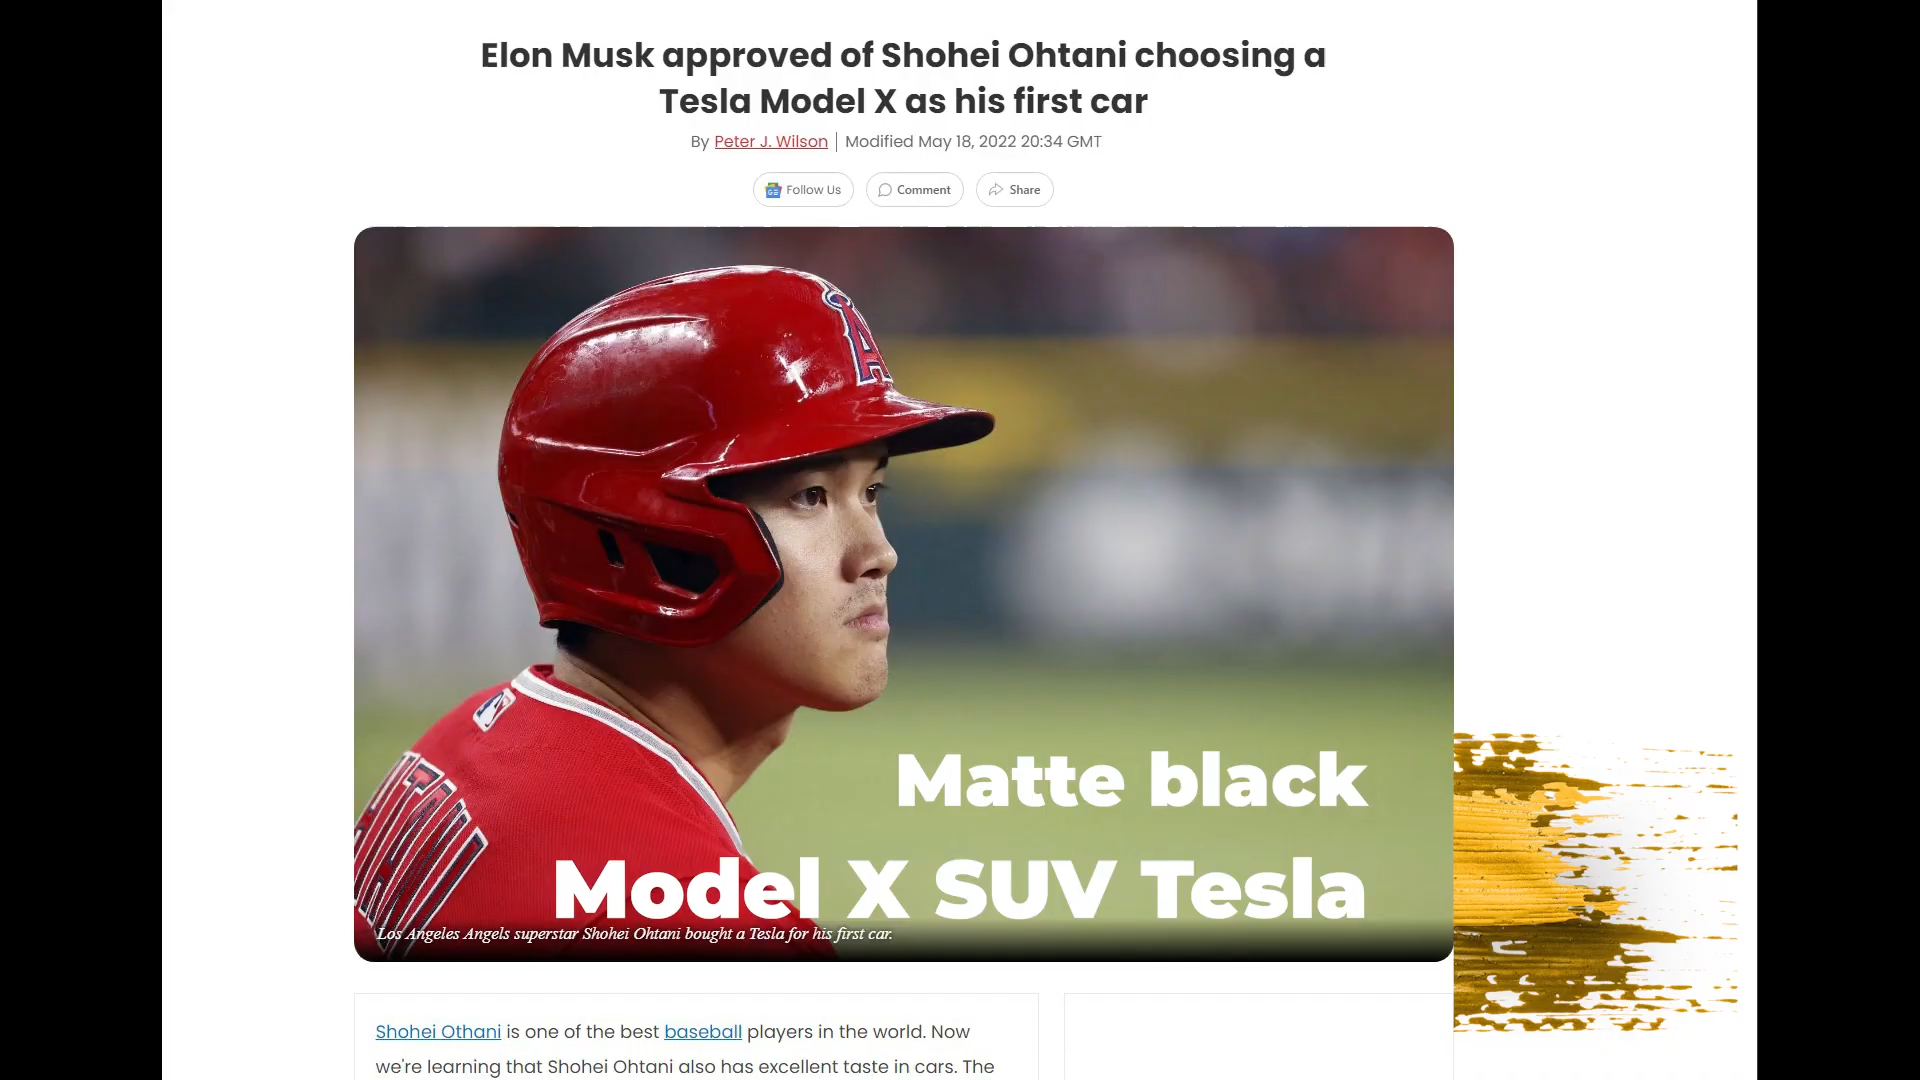 Elon Musk approved of Shohei Ohtani choosing a
Tesla Model X as his first car
By Peter J. Wilson | Modified May 18, 2022 20:34 GMT
Follow Us
Comment
Share
A
Matte black
Model X SUV Tesla
Los Angeles Angels superstar Shohei Ohtani bought a Tesla for his first car.
Shohei Othani is one of the best baseball players in the world. Now
we're learning that Shohei Ohtani also has excellent taste in cars. The